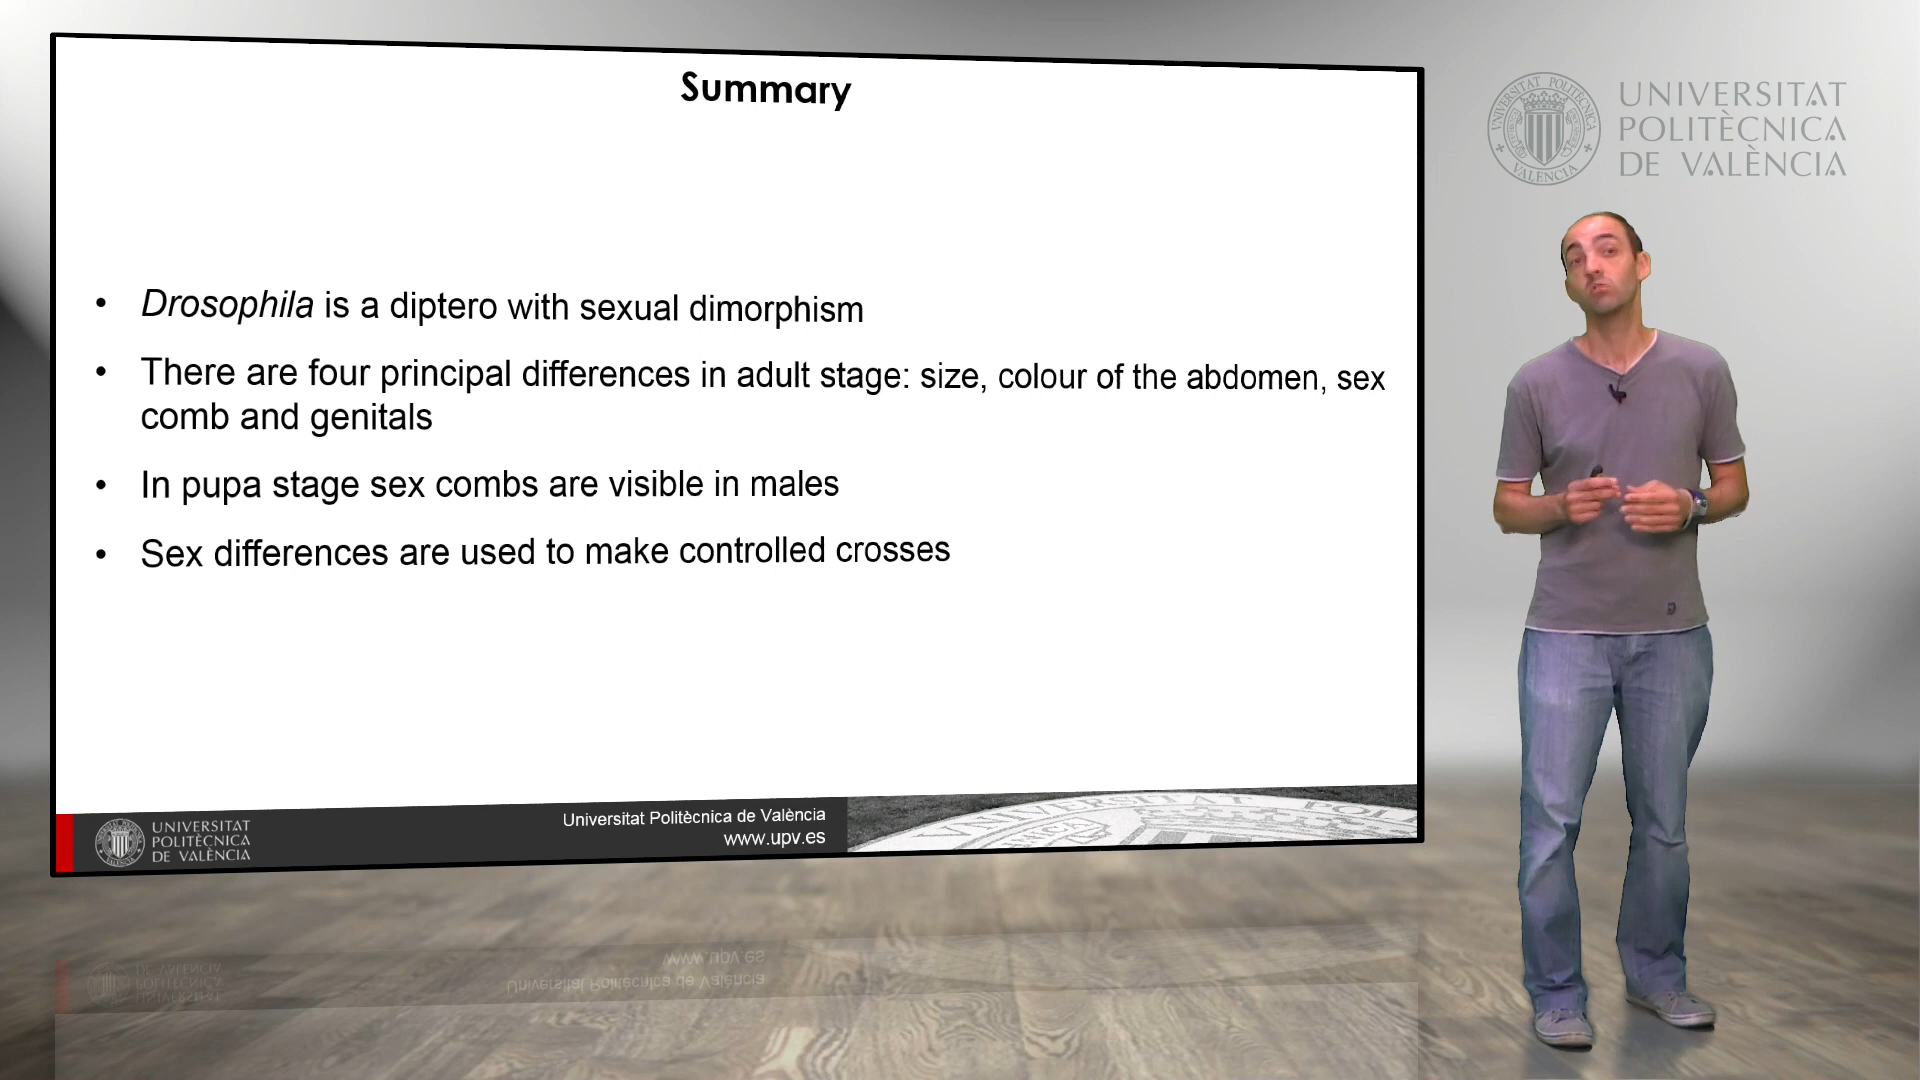 Summary
• Drosophila is a diptero with sexual dimorphism
• There are four principal differences in adult stage: size, colour of the abdomen, sex
comb and genitals
• In pupa stage sex combs are visible in males
• Sex differences are used to make controlled crosses
UNIVERSITAT
POLITÈCNICA
DE VALÈNCIA
Universitat Politècnica de València
www.upv.es
UNIVERSITAT
POLITÈCNICA
DE VALÈNCIA